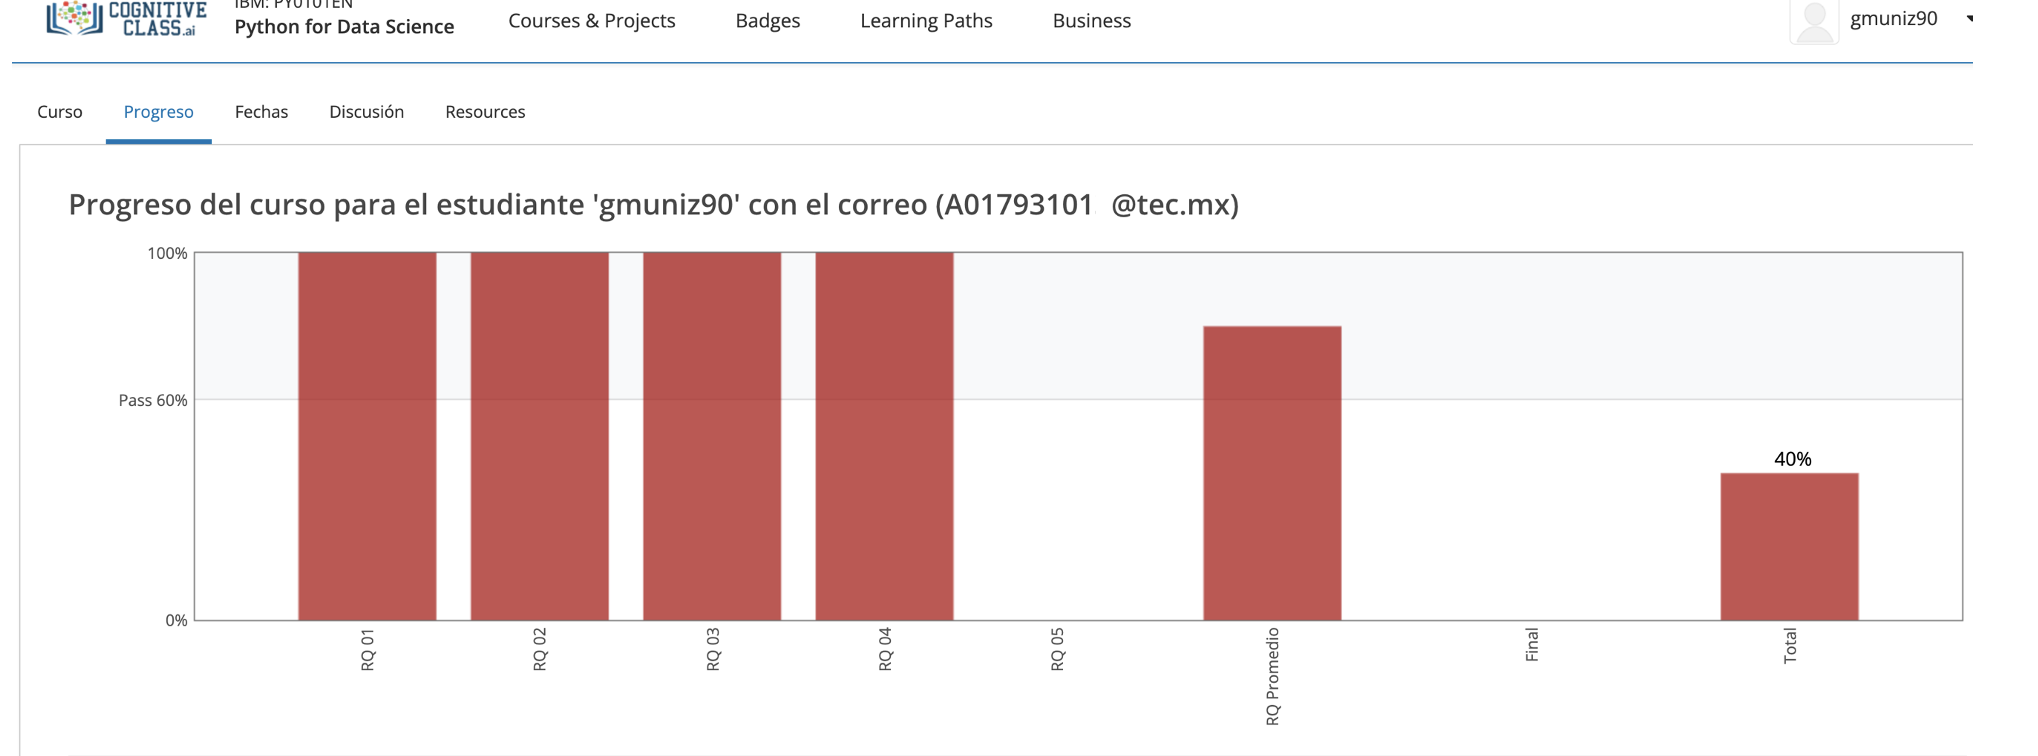 COGNITIVE
CLASS.ai
IBM: PY0101EN
Python for Data Science
Courses & Projects
Badges
Learning Paths
Business
gmuniz90
Curso
Progreso
Fechas
Discusión
Resources
Progreso del curso para el estudiante 'gmuniz90' con el correo (A01793101 @tec.mx)
100%
Pass 60%
0%
40%
RQ 01
RQ 02
RQ 03
RQ 04
RQ 05
RQ Promedio
Final
Total